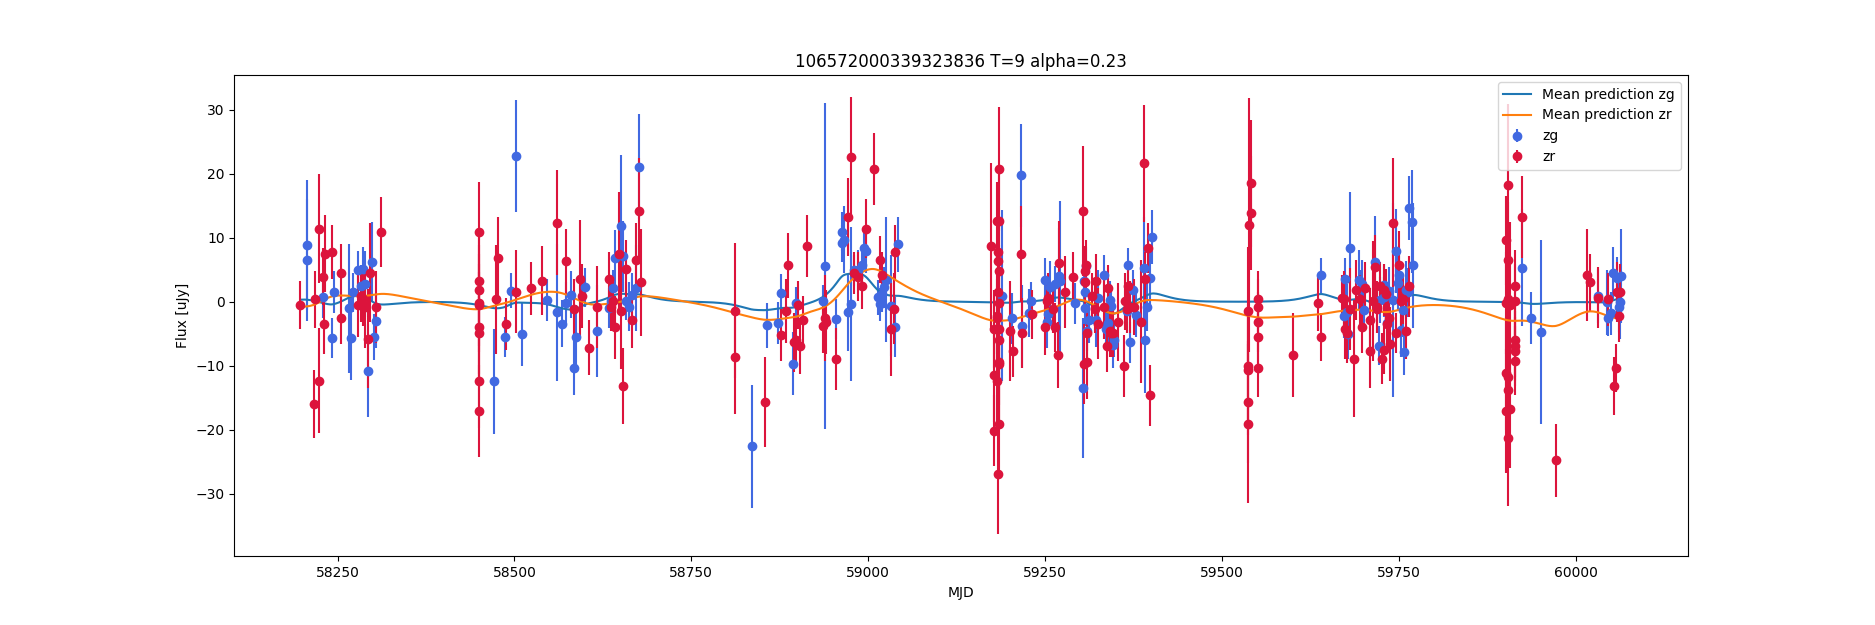 106572000339323836 T=9 alpha=0.23
Mean prediction zg
Mean prediction zr
zg
zr
Flux [uJy]
30
20
10
0
−10
−20
−30
58250
58500
58750
59000
59250
59500
59750
60000
MJD